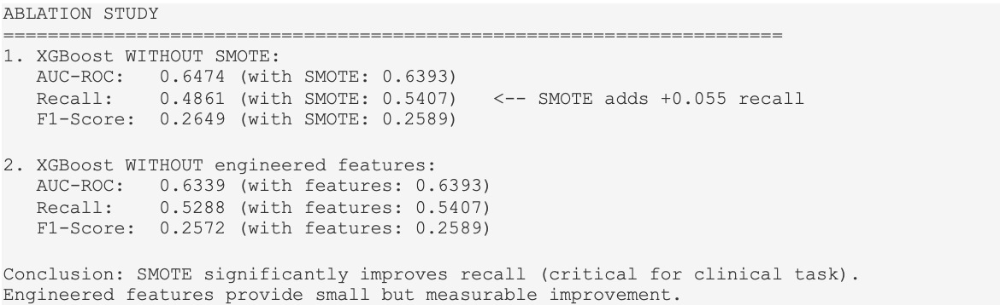 ABLATION STUDY
======================================================================
1. XGBoost WITHOUT SMOTE:
   AUC-ROC:   0.6474 (with SMOTE: 0.6393)
   Recall:    0.4861 (with SMOTE: 0.5407)   <-- SMOTE adds +0.055 recall
   F1-Score:  0.2649 (with SMOTE: 0.2589)

2. XGBoost WITHOUT engineered features:
   AUC-ROC:   0.6339 (with features: 0.6393)
   Recall:    0.5288 (with features: 0.5407)
   F1-Score:  0.2572 (with features: 0.2589)

Conclusion: SMOTE significantly improves recall (critical for clinical task).
Engineered features provide small but measurable improvement.